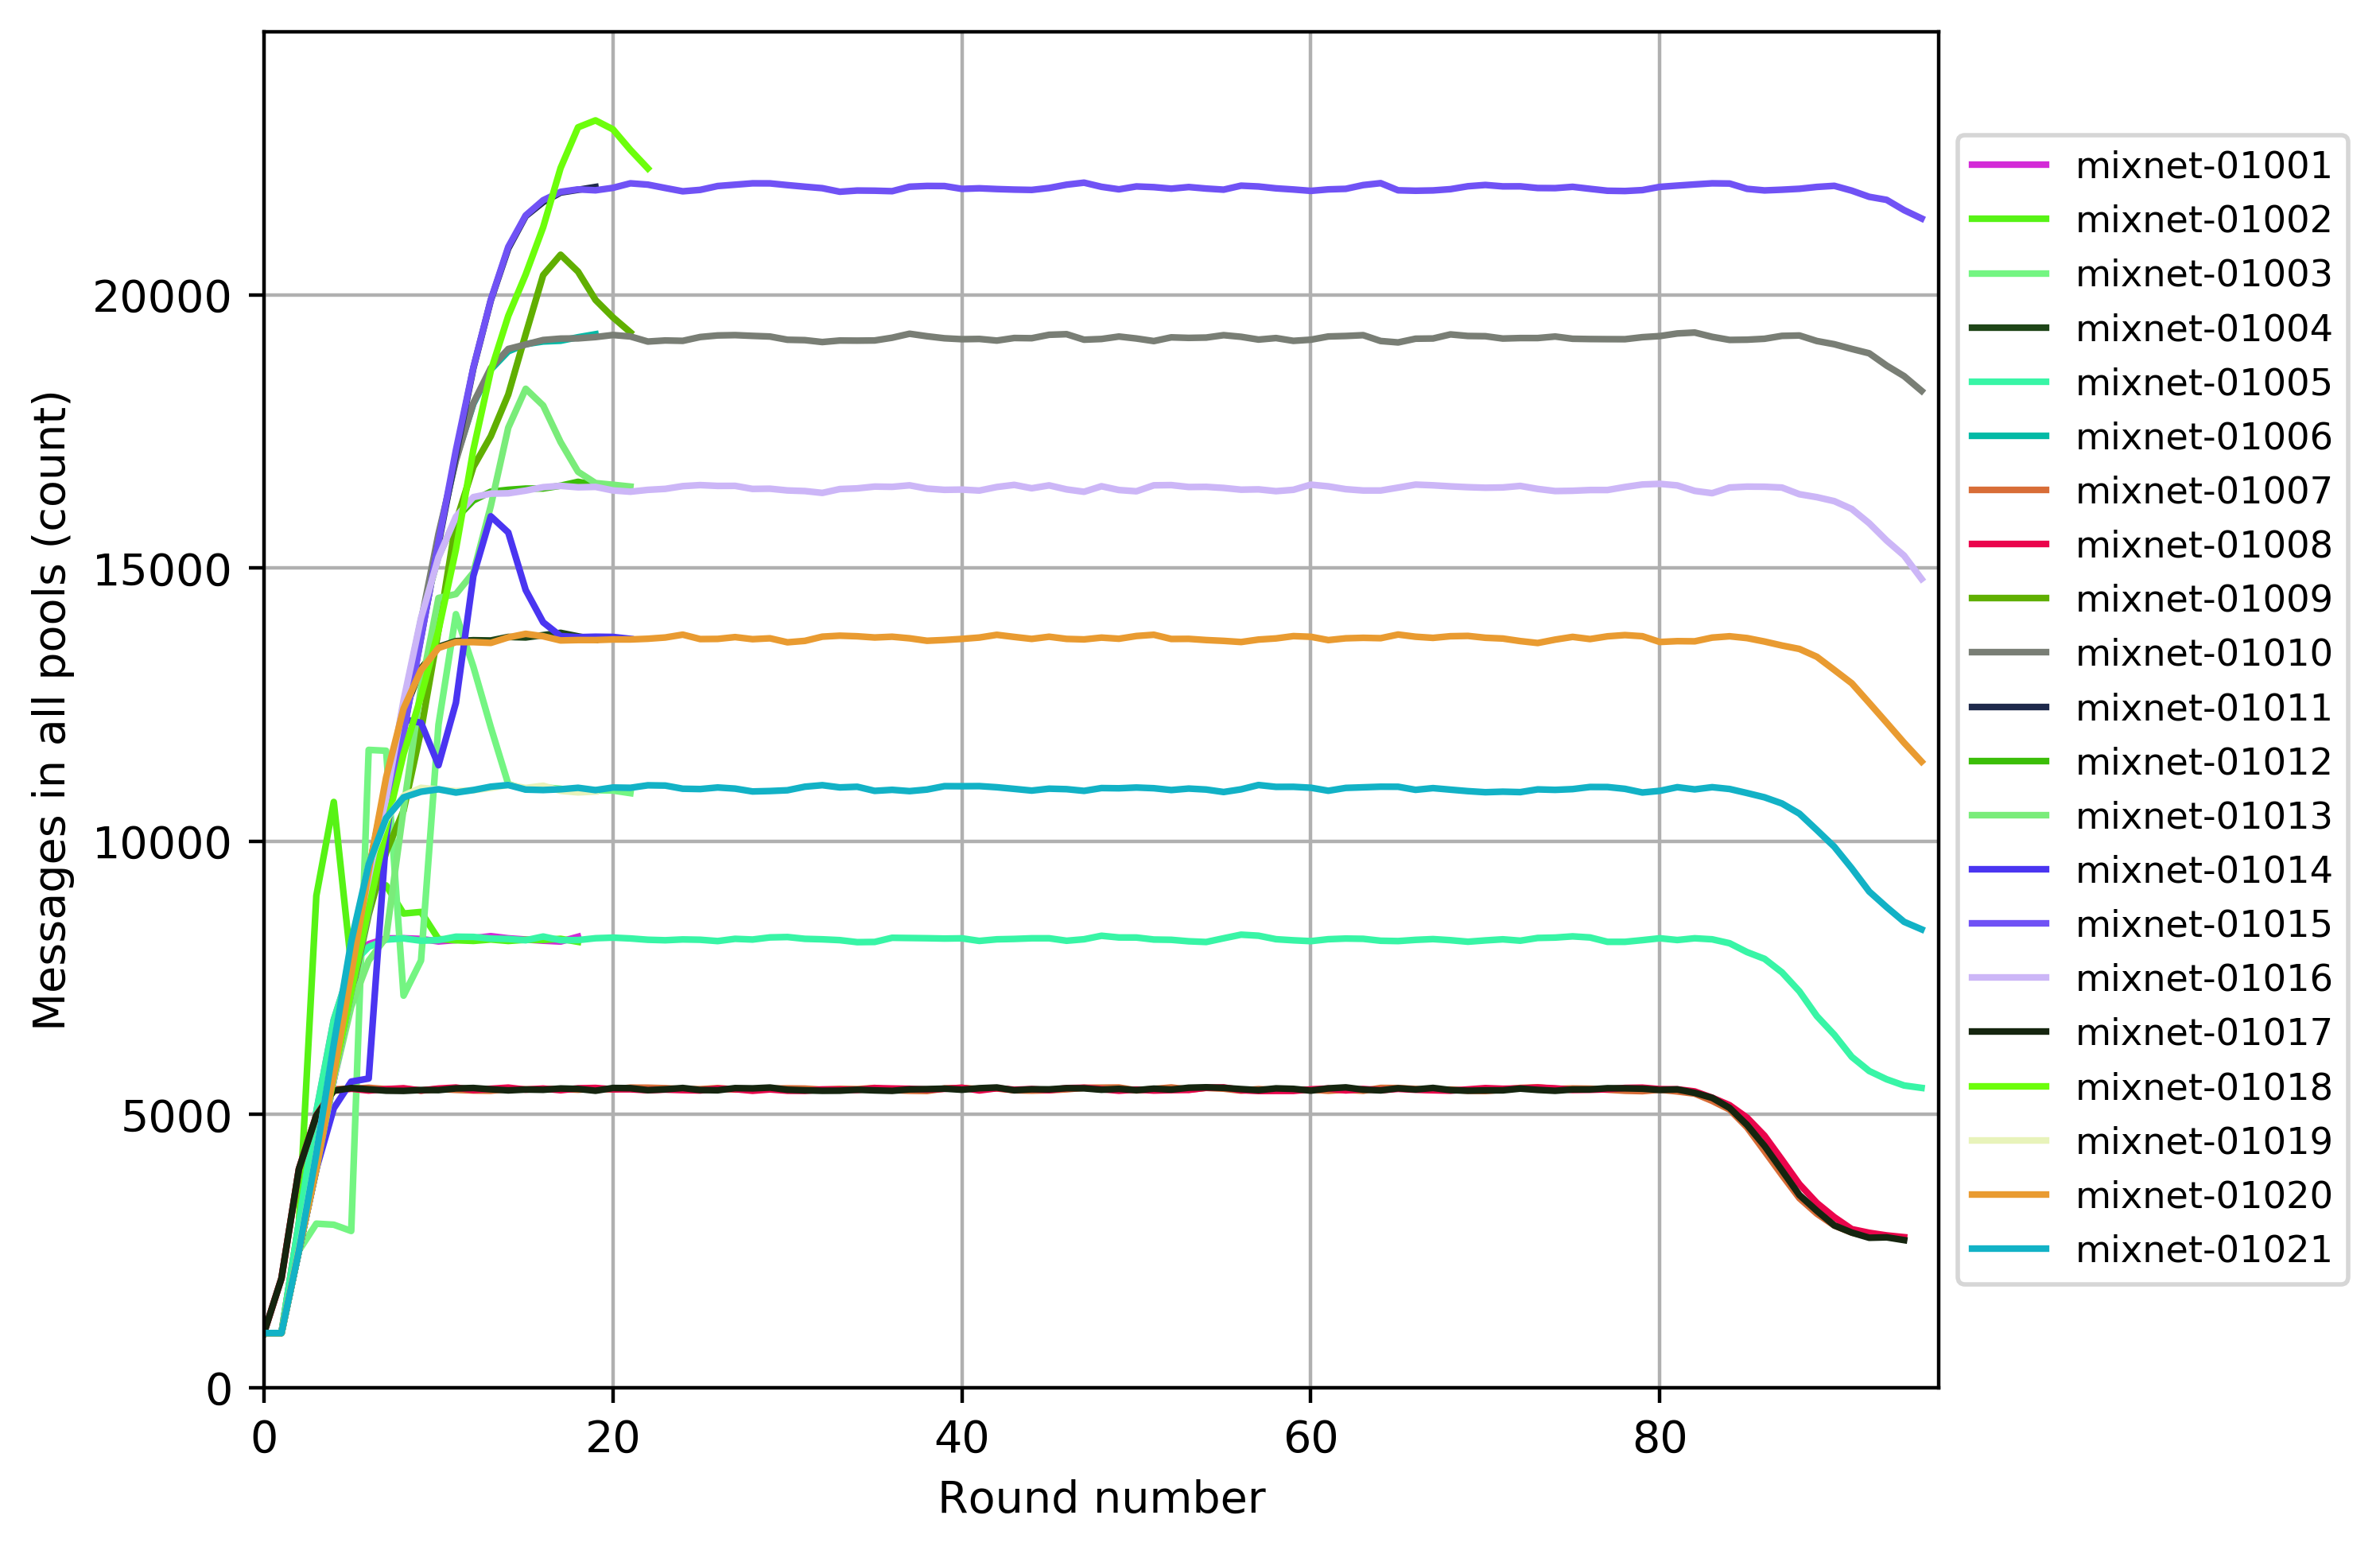 Messages in all pools (count)
20000
15000
10000
5000
0
0 20 40 60 80
Round number
mixnet-01001
mixnet-01002
mixnet-01003
mixnet-01004
mixnet-01005
mixnet-01006
mixnet-01007
mixnet-01008
mixnet-01009
mixnet-01010
mixnet-01011
mixnet-01012
mixnet-01013
mixnet-01014
mixnet-01015
mixnet-01016
mixnet-01017
mixnet-01018
mixnet-01019
mixnet-01020
mixnet-01021